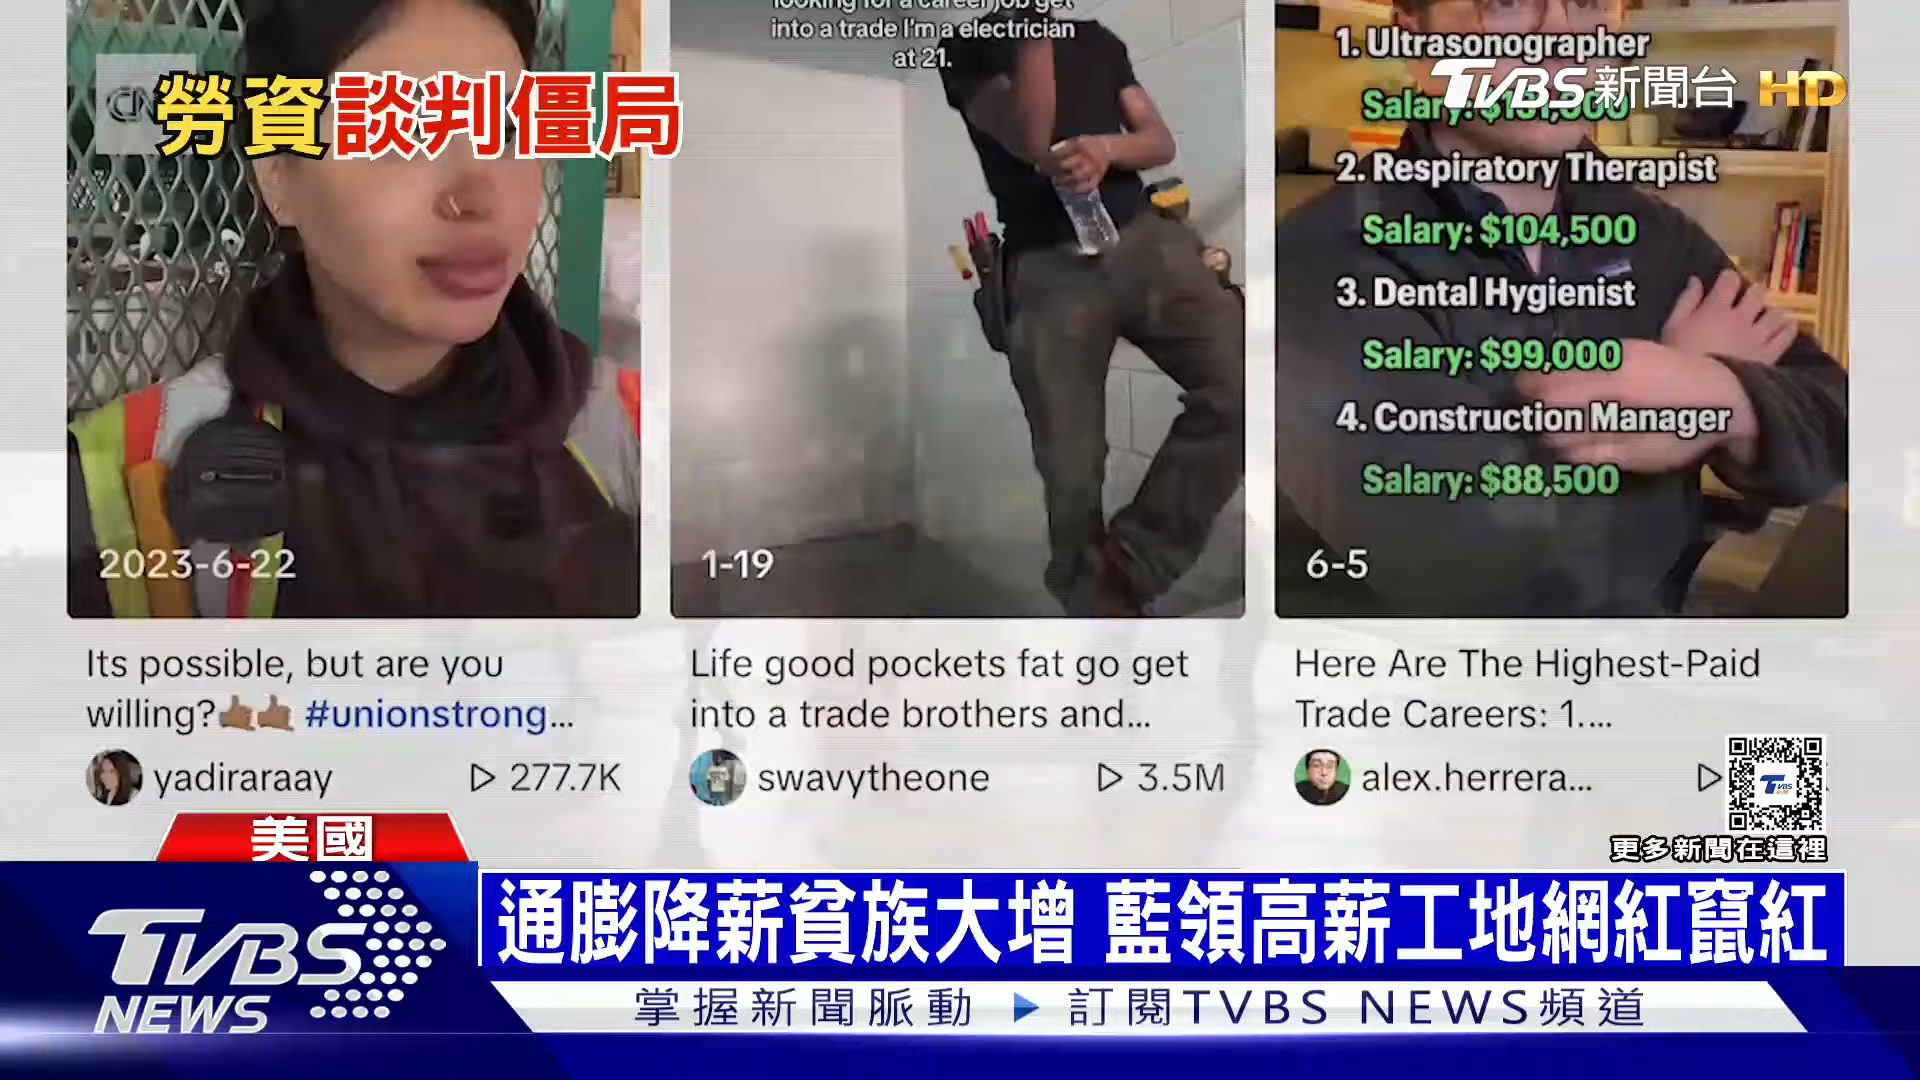 looking for a career job get
into a trade I'm a electrician
at 21.
1. Ultrasonographer
2. Respiratory Therapist
Salary: $104,500
3. Dental Hygienist
Salary: $99,000
4. Construction Manager
Salary: $88,500
勞資談判僵局
TVBS新聞台 HD
2023-6-22
1-19
6-5
Its possible, but are you
willing?🤙🏾🤙🏾 #unionstrong...
yadiraraay ▷ 277.7K
Life good pockets fat go get
into a trade brothers and...
swavytheone ▷ 3.5M
Here Are The Highest-Paid
Trade Careers: 1....
alex.herrera...
TVBS
更多新聞在這裡
美國
TVBS
NEWS
通膨降薪貧族大增 藍領高薪工地網紅竄紅
掌握新聞脈動 ▶ 訂閱TVBS NEWS頻道